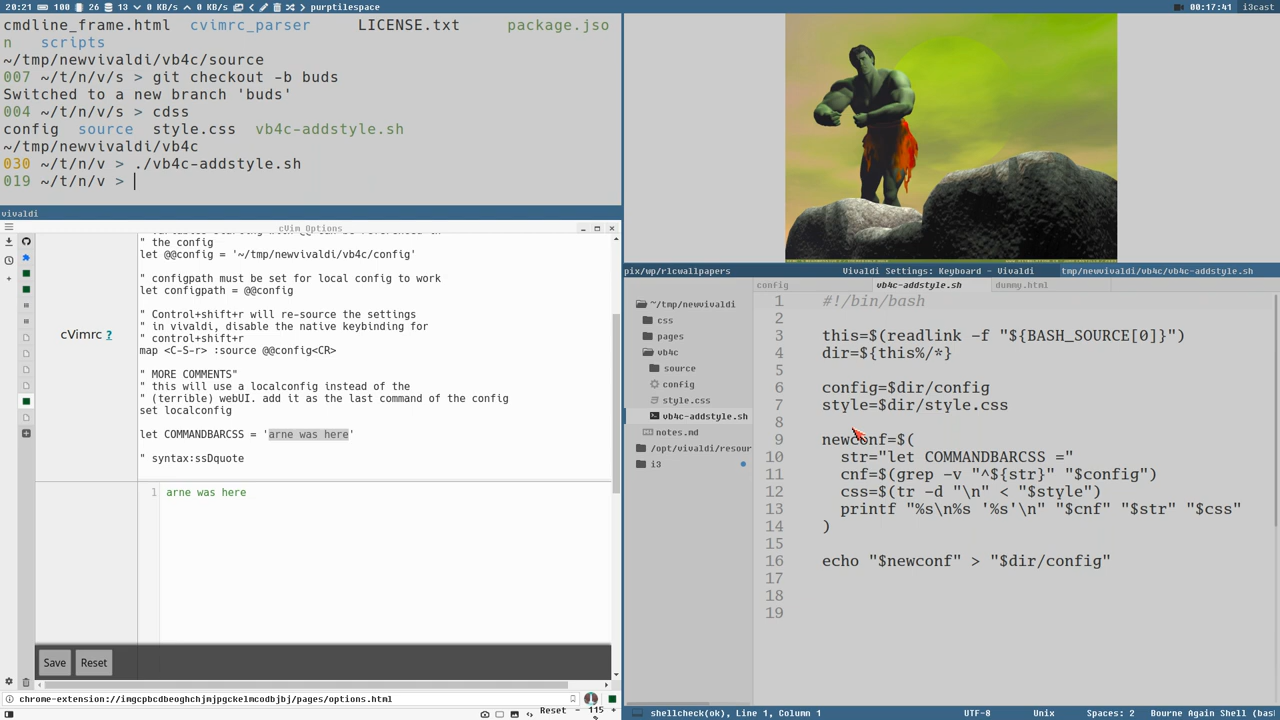 20:21 100 26 13 0 KB/s 0 KB/s purptilespace
00:17:41 i3cast
cmdline_frame.html cvimrc_parser LICENSE.txt package.jso
n scripts
~/tmp/newvivaldi/vb4c/source
007 ~/t/n/v/s > git checkout -b buds
Switched to a new branch 'buds'
004 ~/t/n/v/s > cdss
config source style.css vb4c-addstyle.sh
~/tmp/newvivaldi/vb4c
030 ~/t/n/v > ./vb4c-addstyle.sh
019 ~/t/n/v >
vivaldi
cVim Options
" the config
let @@config = '~/tmp/newvivaldi/vb4c/config'
" configpath must be set for local config to work
let configpath = @@config
" Control+shift+r will re-source the settings
" in vivaldi, disable the native keybinding for
" control+shift+r
map <C-S-r> :source @@config<CR>
" MORE COMMENTS"
" this will use a localconfig instead of the
" (terrible) webUI. add it as the last command of the config
set localconfig
let COMMANDBARCSS = 'arne was here'
" syntax:ssDquote
cVimrc ?
1 arne was here
Save Reset
chrome-extension://imgcpbcdbeoghchjmjpgckelmcodbjbj/pages/options.html
Reset - 115 % +
pix/wp/rlcwallpapers Vivaldi Settings: Keyboard - Vivaldi tmp/newvivaldi/vb4c/vb4c-addstyle.sh
config vb4c-addstyle.sh dummy.html
~/tmp/newvivaldi
css
pages
vb4c
source
config
style.css
vb4c-addstyle.sh
notes.md
/opt/vivaldi/resour
i3
1 #!/bin/bash
2
3 this=$(readlink -f "${BASH_SOURCE[0]}")
4 dir=${this%/*}
5
6 config=$dir/config
7 style=$dir/style.css
8
9 newconf=$(
10 str="let COMMANDBARCSS ="
11 cnf=$(grep -v "^${str}" "$config")
12 css=$(tr -d "\n" < "$style")
13 printf "%s\n%s '%s'\n" "$cnf" "$str" "$css"
14 )
15
16 echo "$newconf" > "$dir/config"
17
18
19
shellcheck(ok), Line 1, Column 1 UTF-8 Unix Spaces: 2 Bourne Again Shell (bas